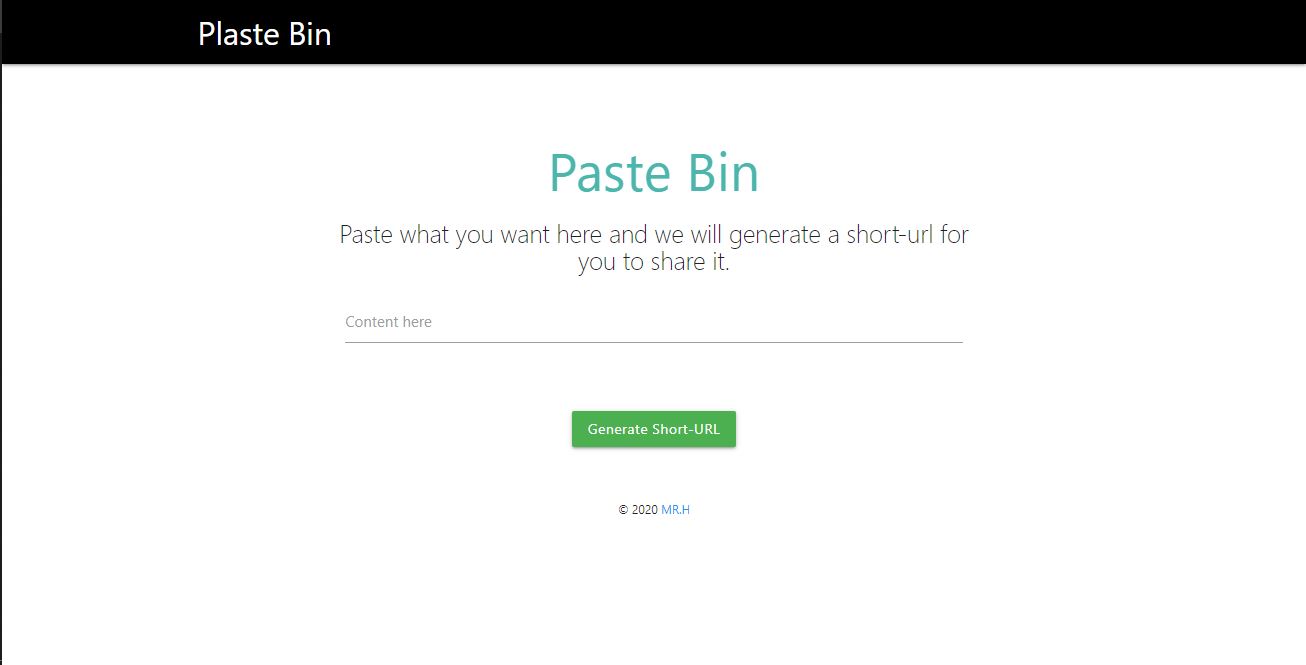 Plaste Bin
Paste Bin
Paste what you want here and we will generate a short-url for
you to share it.
Content here
Generate Short-URL
© 2020 MR.H